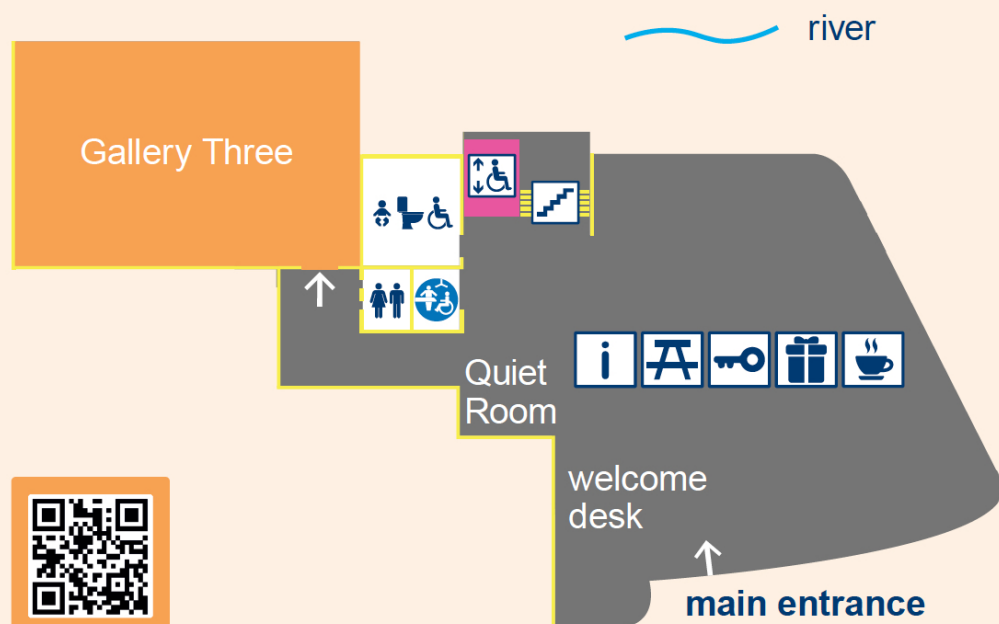 river
Gallery Three
Quiet
Room
i
welcome
desk
main entrance